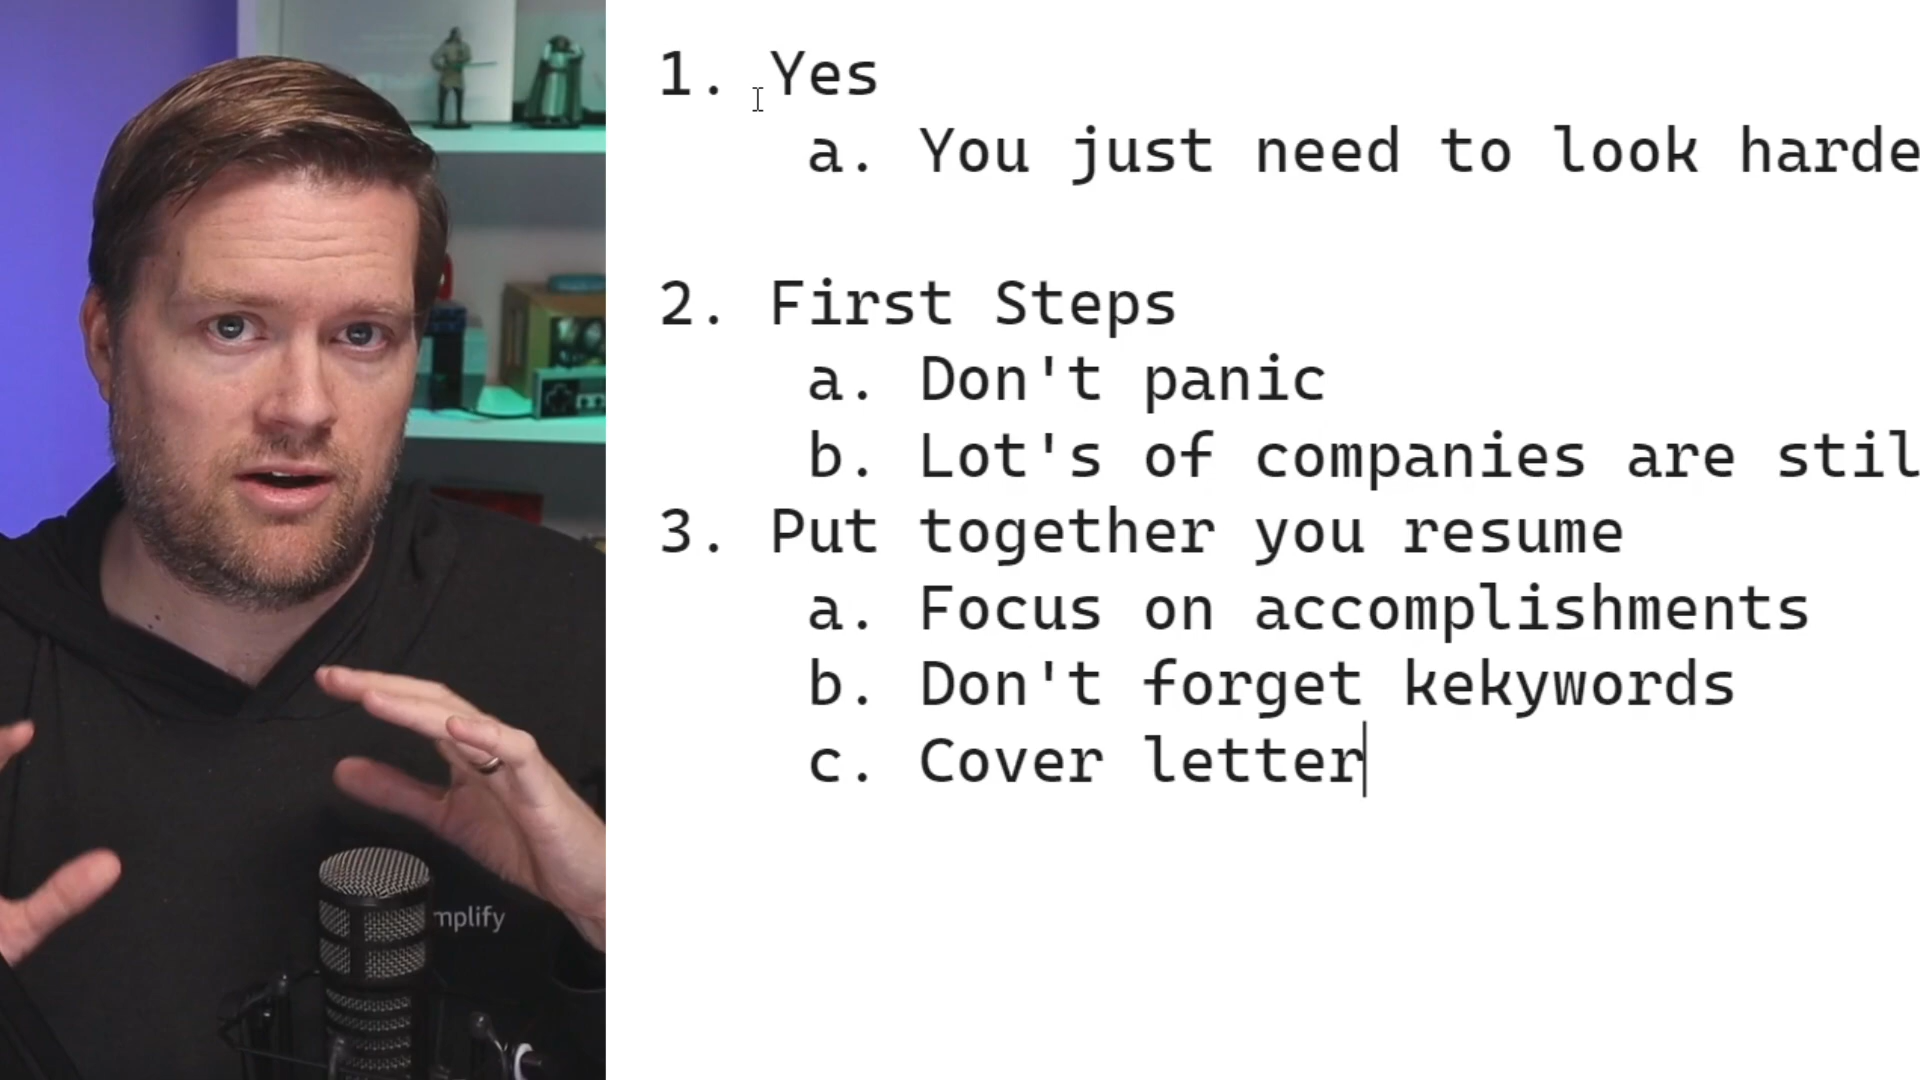 1. Yes
a. You just need to look harde
2. First Steps
a. Don't panic
b. Lot's of companies are stil
3. Put together you resume
a. Focus on accomplishments
b. Don't forget kekywords
c. Cover letter
mplify